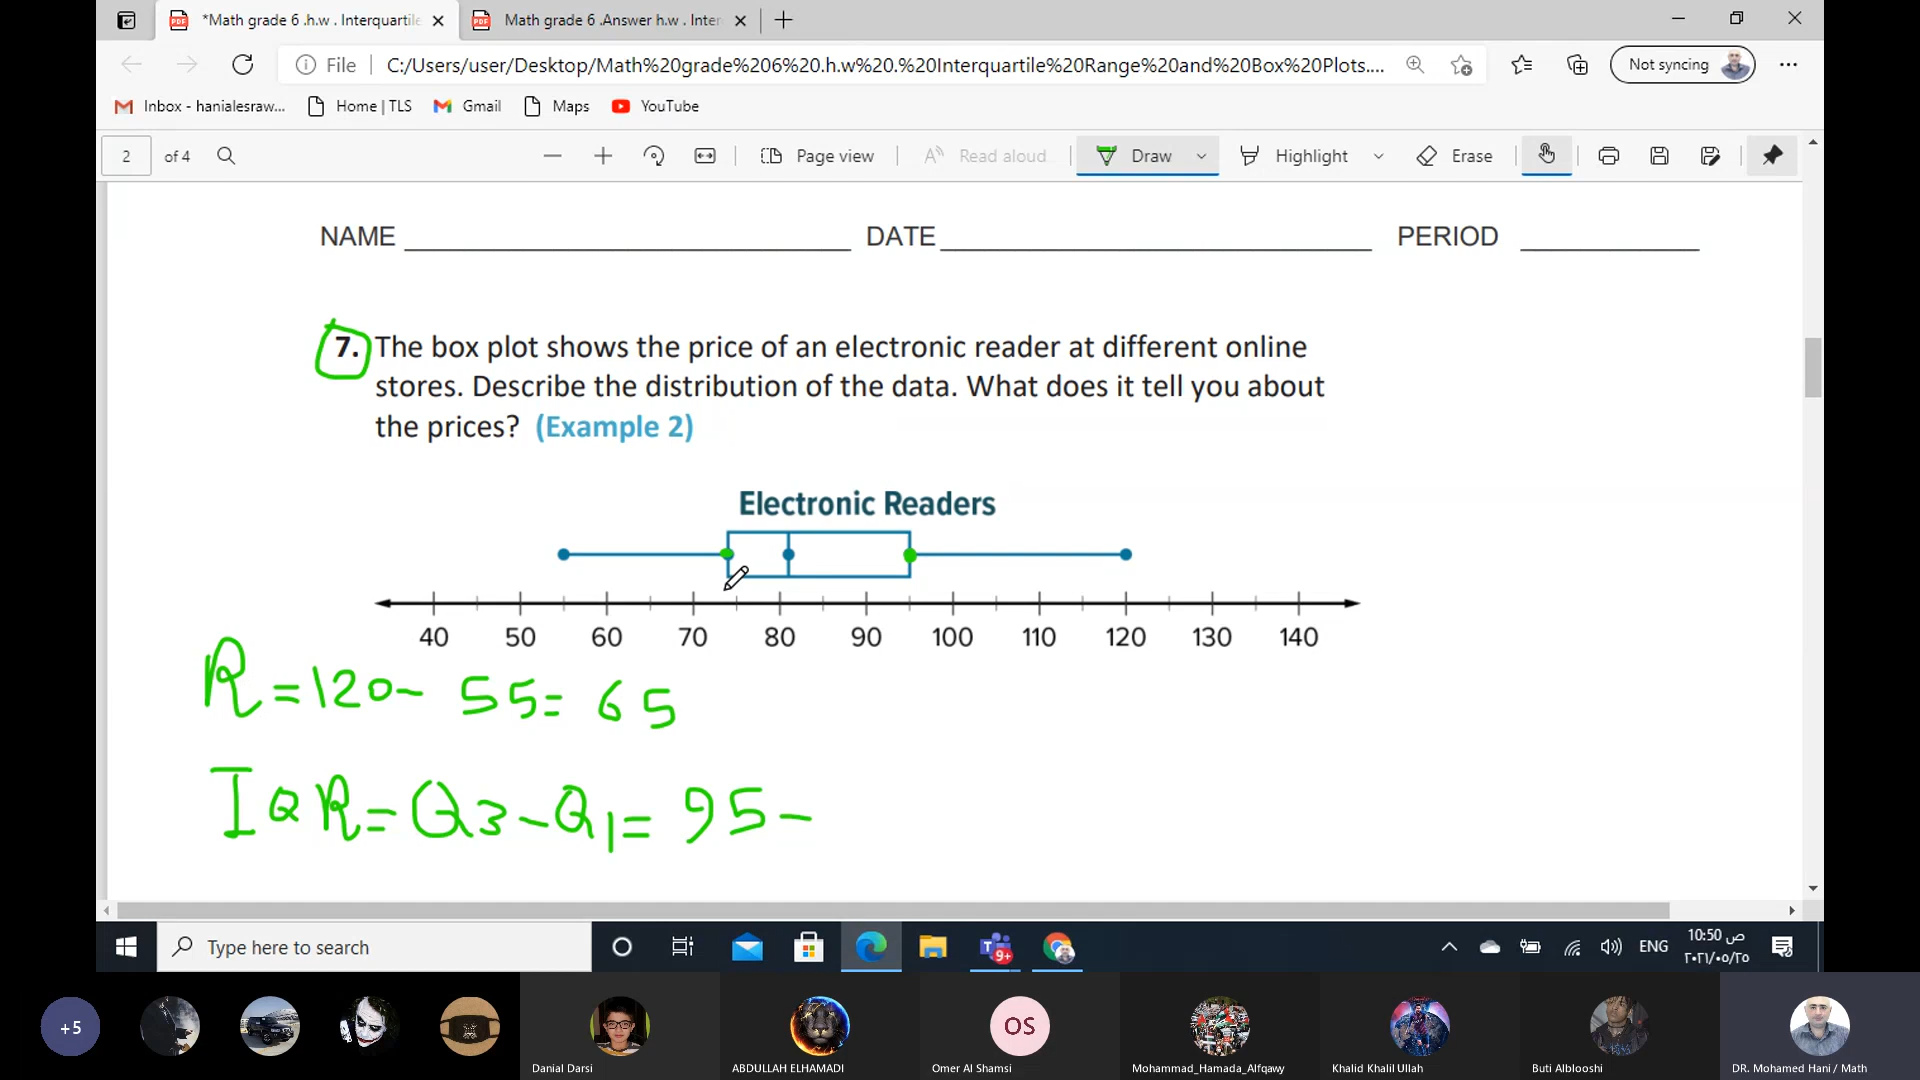 *Math grade 6 .h.w . Interquartile
Math grade 6 .Answer h.w . Inter
File
C:/Users/user/Desktop/Math%20grade%206%20.h.w%20.%20Interquartile%20Range%20and%20Box%20Plots....
Not syncing
Inbox - hanialesraw...
Home | TLS
Gmail
Maps
YouTube
2 of 4
Page view
Read aloud
Draw
Highlight
Erase
NAME
DATE
PERIOD
7. The box plot shows the price of an electronic reader at different online
stores. Describe the distribution of the data. What does it tell you about
the prices? (Example 2)
Electronic Readers
40 50 60 70 80 90 100 110 120 130 140
R = 120 - 55 = 65
IQR = Q3 - Q1 = 95 -
Type here to search
9+
ENG
10:50 ص
٢٠٢١/٠٥/٢٥
+5
OS
Danial Darsi
ABDULLAH ELHAMADI
Omer Al Shamsi
Mohammad_Hamada_Alfqawy
Khalid Khalil Ullah
Buti Alblooshi
DR. Mohamed Hani / Math